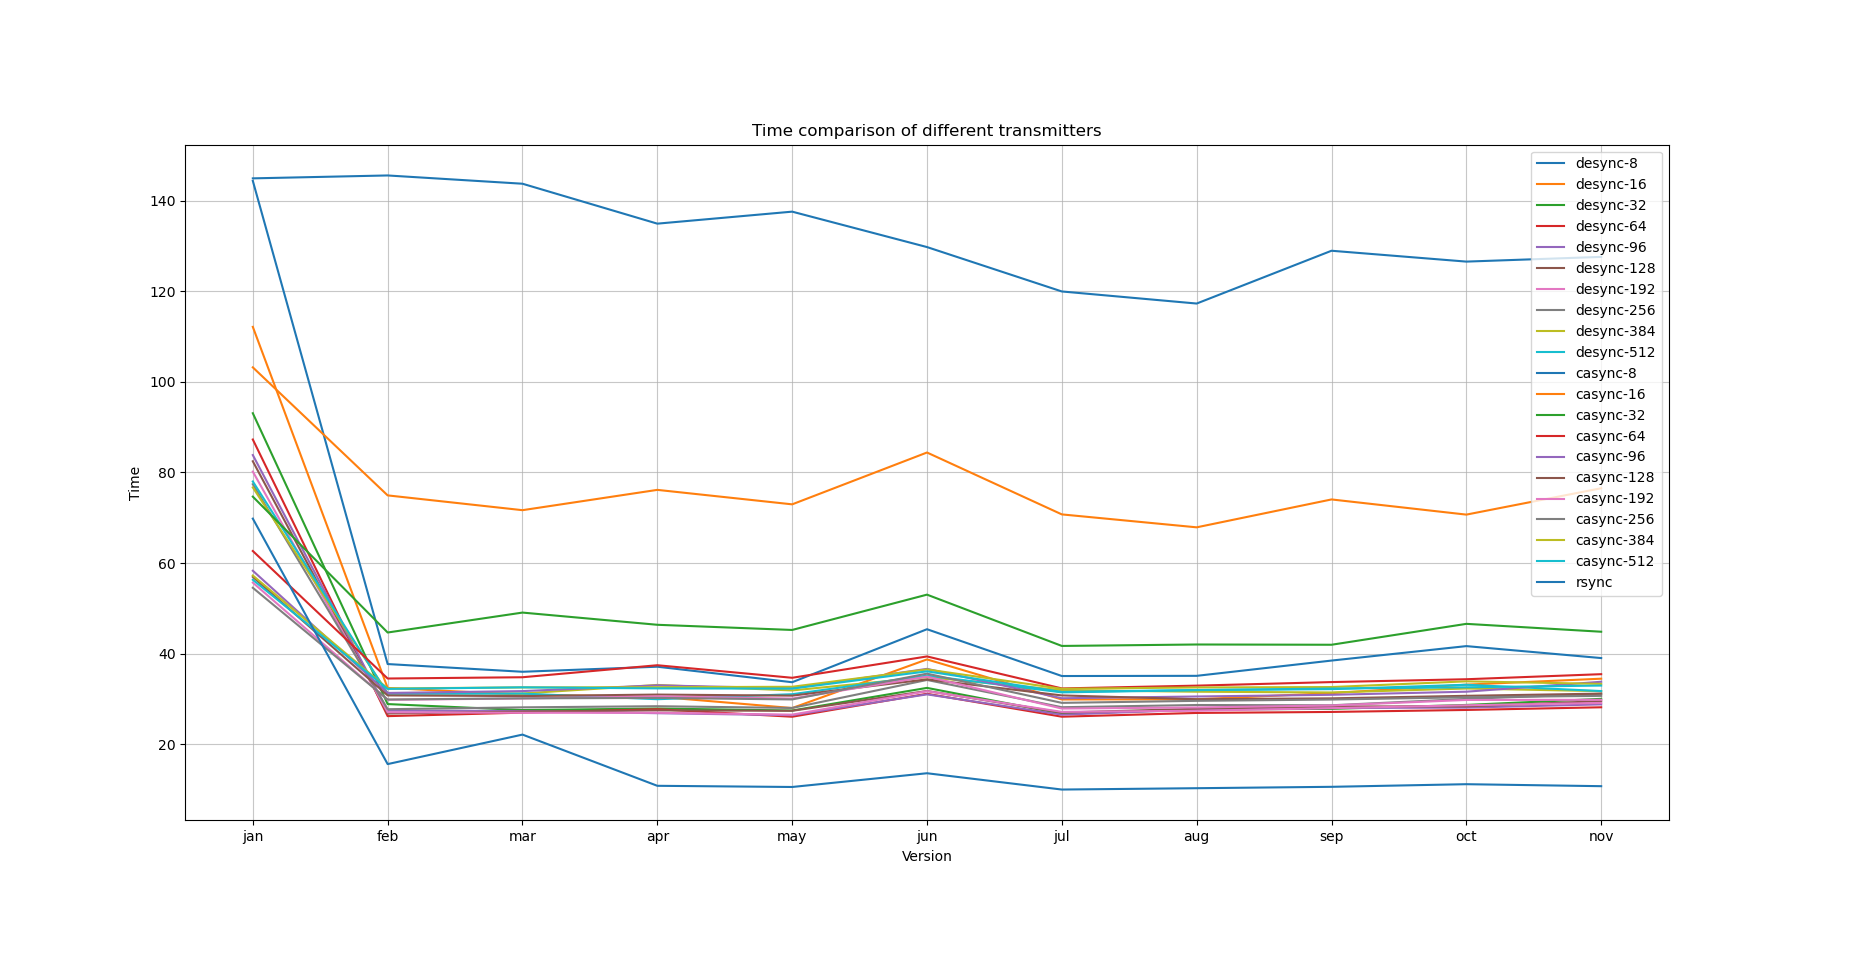 Time comparison of different transmitters
Time
140
120
100
80
60
40
20
jan feb mar apr may jun jul aug sep oct nov
Version
desync-8
desync-16
desync-32
desync-64
desync-96
desync-128
desync-192
desync-256
desync-384
desync-512
casync-8
casync-16
casync-32
casync-64
casync-96
casync-128
casync-192
casync-256
casync-384
casync-512
rsync